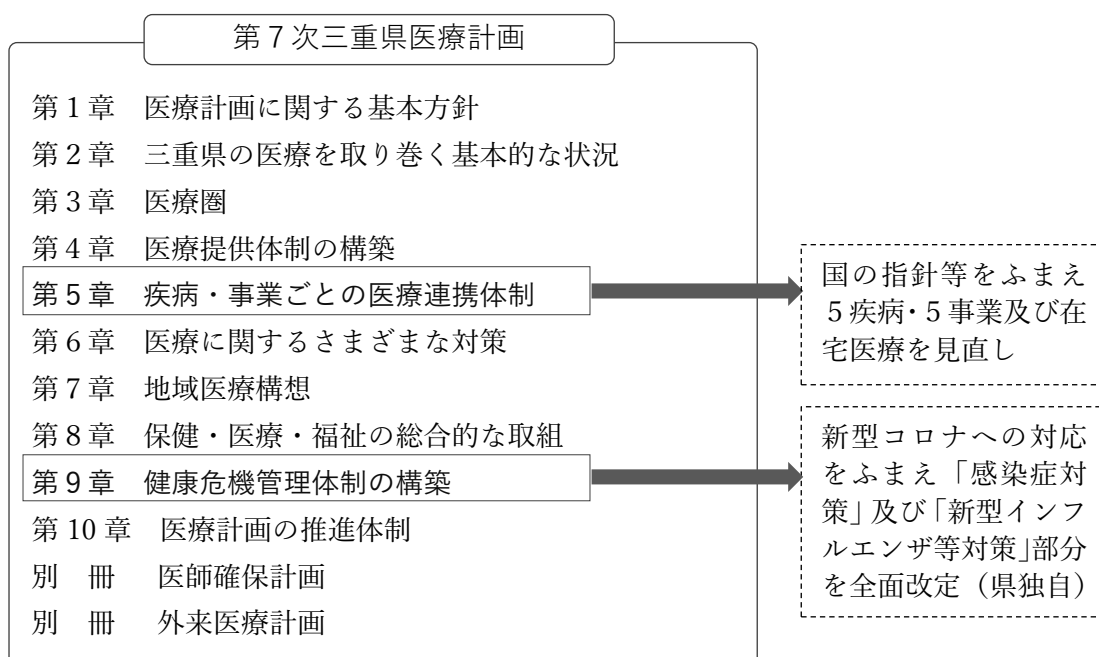 第7次三重県医療計画
第1章　医療計画に関する基本方針
第2章　三重県の医療を取り巻く基本的な状況
第3章　医療圏
第4章　医療提供体制の構築
第5章　疾病・事業ごとの医療連携体制
第6章　医療に関するさまざまな対策
第7章　地域医療構想
第8章　保健・医療・福祉の総合的な取組
第9章　健康危機管理体制の構築
第10章　医療計画の推進体制
別　冊　医師確保計画
別　冊　外来医療計画
国の指針等をふまえ
5疾病・5事業及び在
宅医療を見直し
新型コロナへの対応
をふまえ「感染症対
策」及び「新型インフ
ルエンザ等対策」部分
を全面改定（県独自）